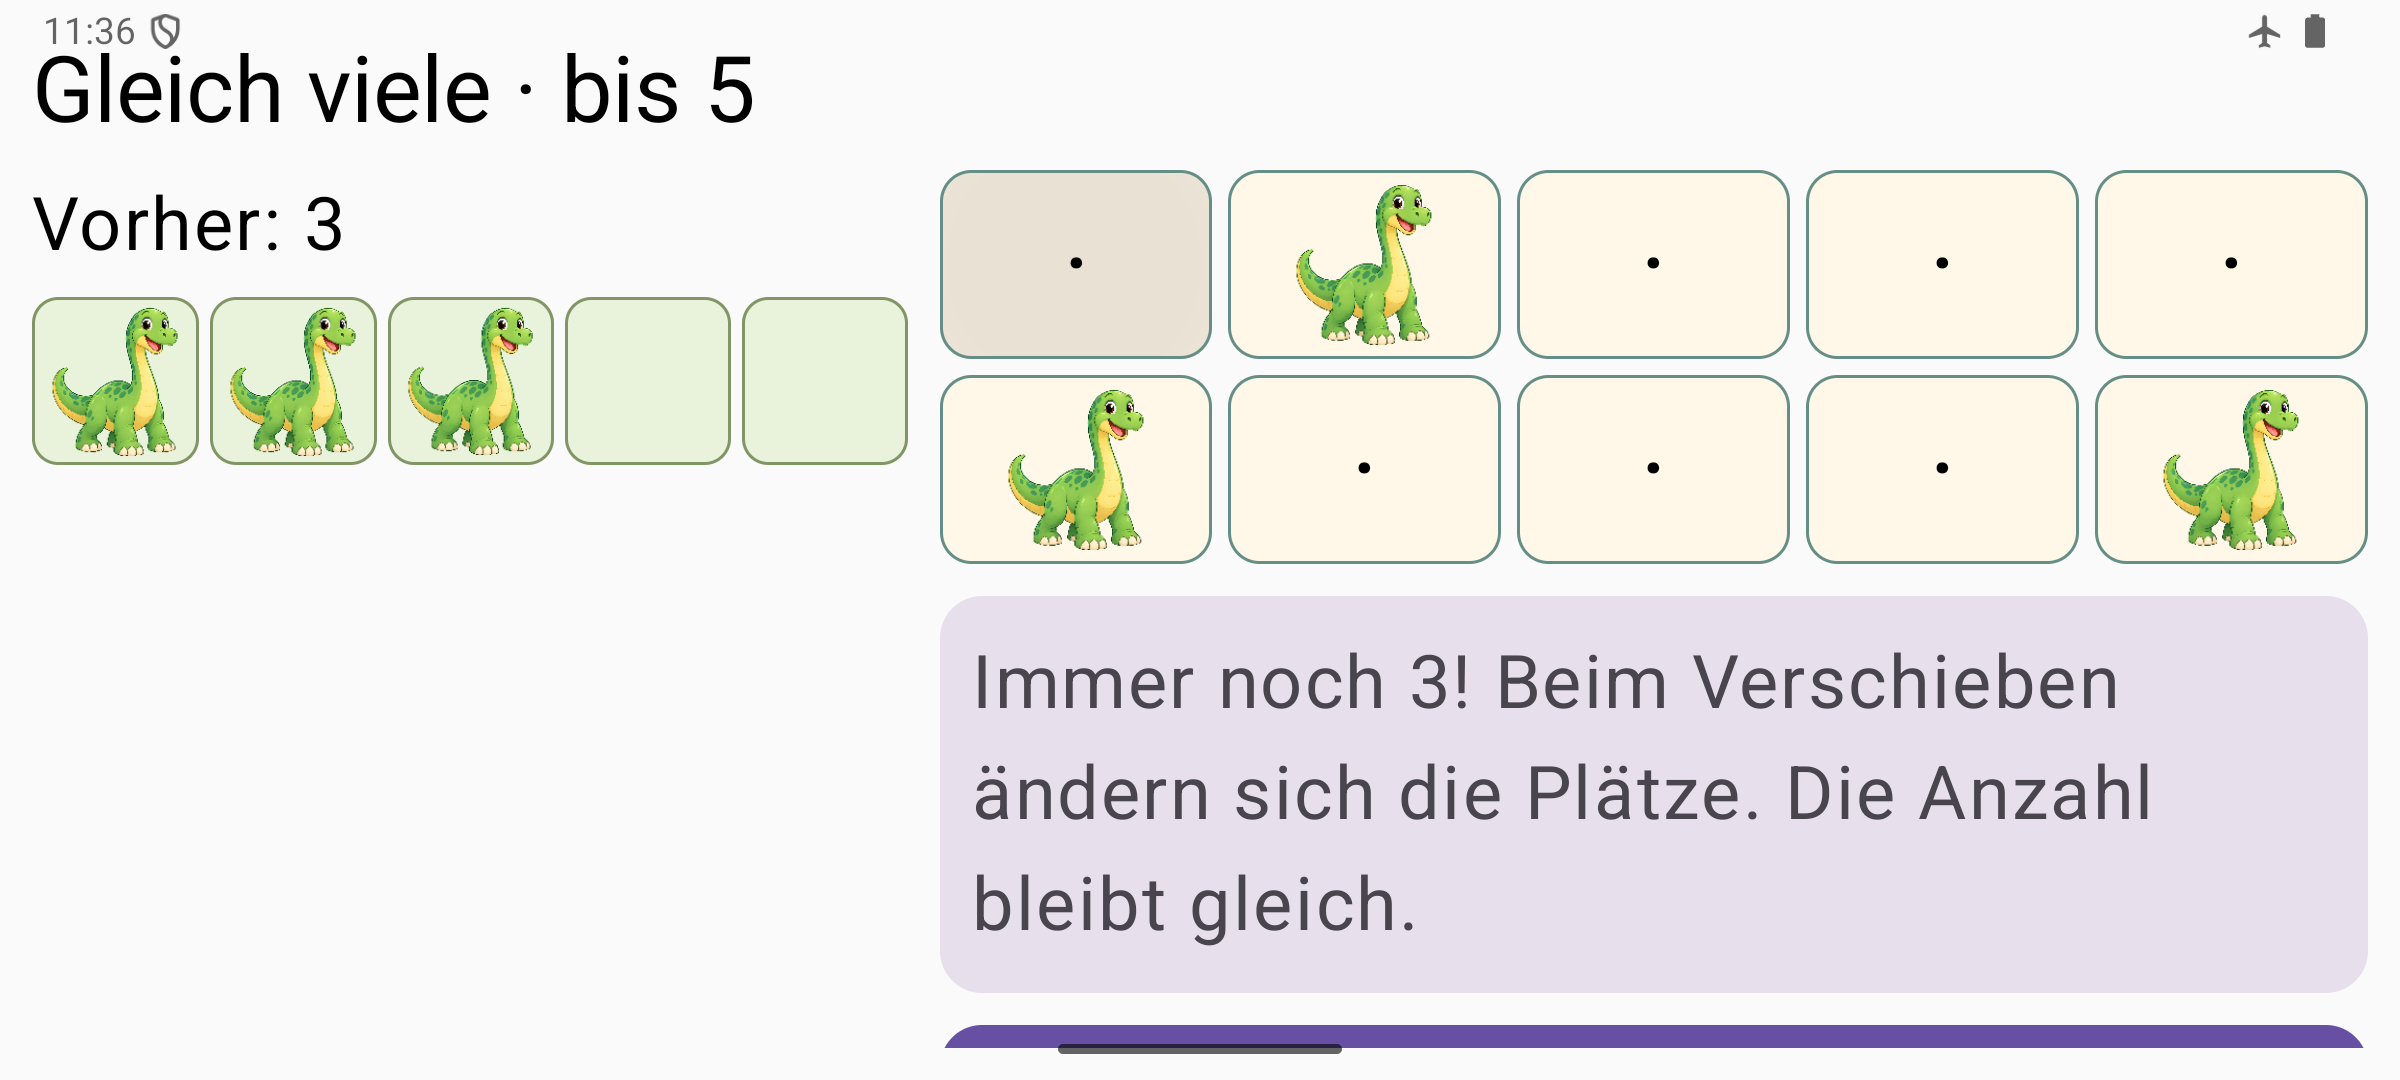 11:36
Gleich viele · bis 5
Vorher: 3
Immer noch 3! Beim Verschieben
ändern sich die Plätze. Die Anzahl
bleibt gleich.